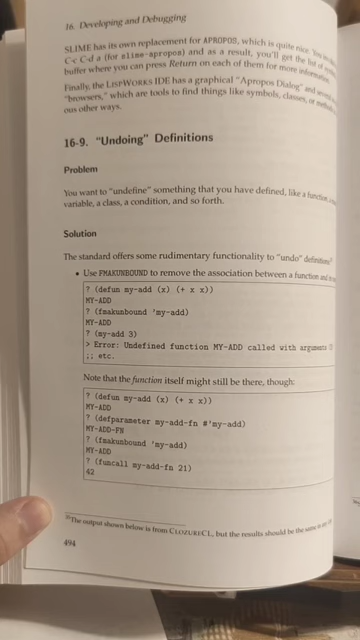 16. Developing and Debugging
SLIME has its own replacement for APROPOS, which is quite nice. You
C-c C-d a (for slime-apropos) and as a result, you'll get the list of
buffer where you can press Return on each of them for more information.
Finally, the LISPWORKS IDE has a graphical "Apropos Dialog" and several
"browsers," which are tools to find things like symbols, classes, or methods
ous other ways.
16-9. "Undoing" Definitions
Problem
You want to "undefine" something that you have defined, like a function, a
variable, a class, a condition, and so forth.
Solution
The standard offers some rudimentary functionality to "undo" definitions
• Use FMAKUNBOUND to remove the association between a function and
? (defun my-add (x) (+ x x))
MY-ADD
? (fmakunbound 'my-add)
MY-ADD
? (my-add 3)
> Error: Undefined function MY-ADD called with arguments
;; etc.
Note that the function itself might still be there, though:
? (defun my-add (x) (+ x x))
MY-ADD
? (defparameter my-add-fn #'my-add)
MY-ADD-FN
? (fmakunbound 'my-add)
MY-ADD
? (funcall my-add-fn 21)
42
The output shown below is from CLOZURECL, but the results should be the same in
494